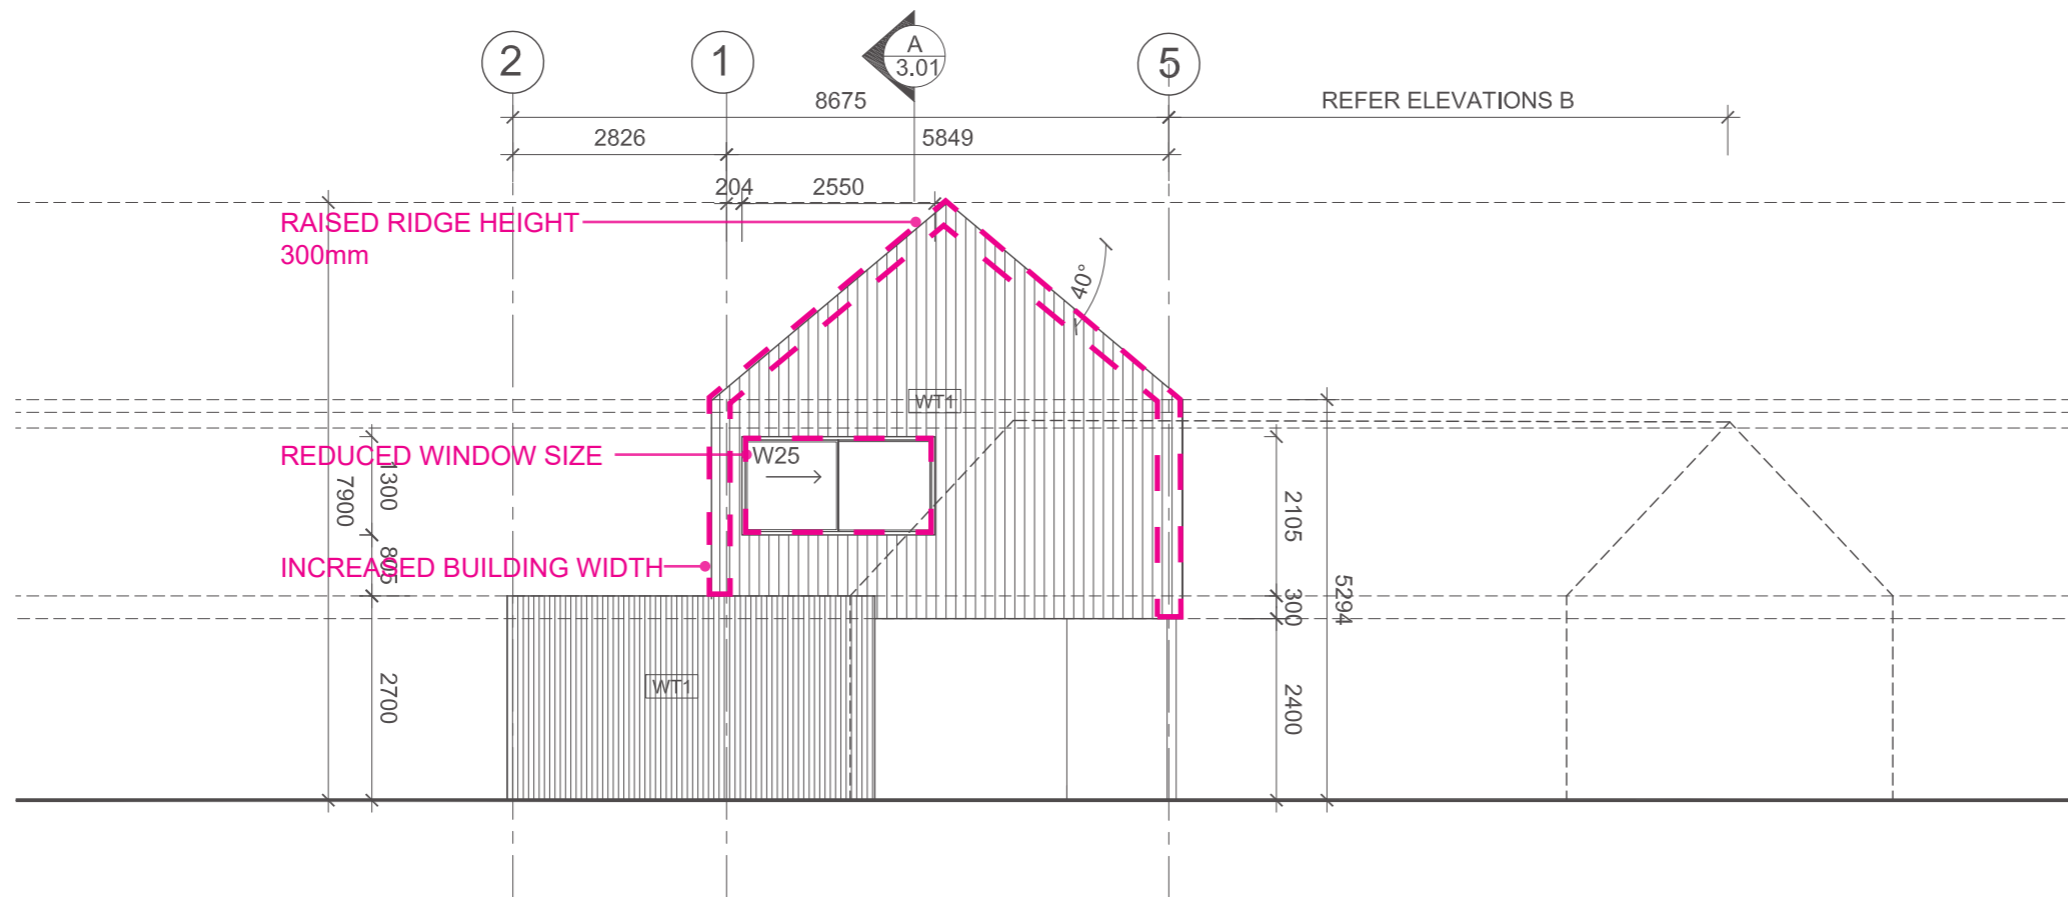 2
1
A
3.01
5
8675
REFER ELEVATIONS B
2826
5849
204
2550
RAISED RIDGE HEIGHT
300mm
40°
WT1
REDUCED WINDOW SIZE
W25
1300
7900
2105
INCREASED BUILDING WIDTH
805
300
5294
WT1
2700
2400